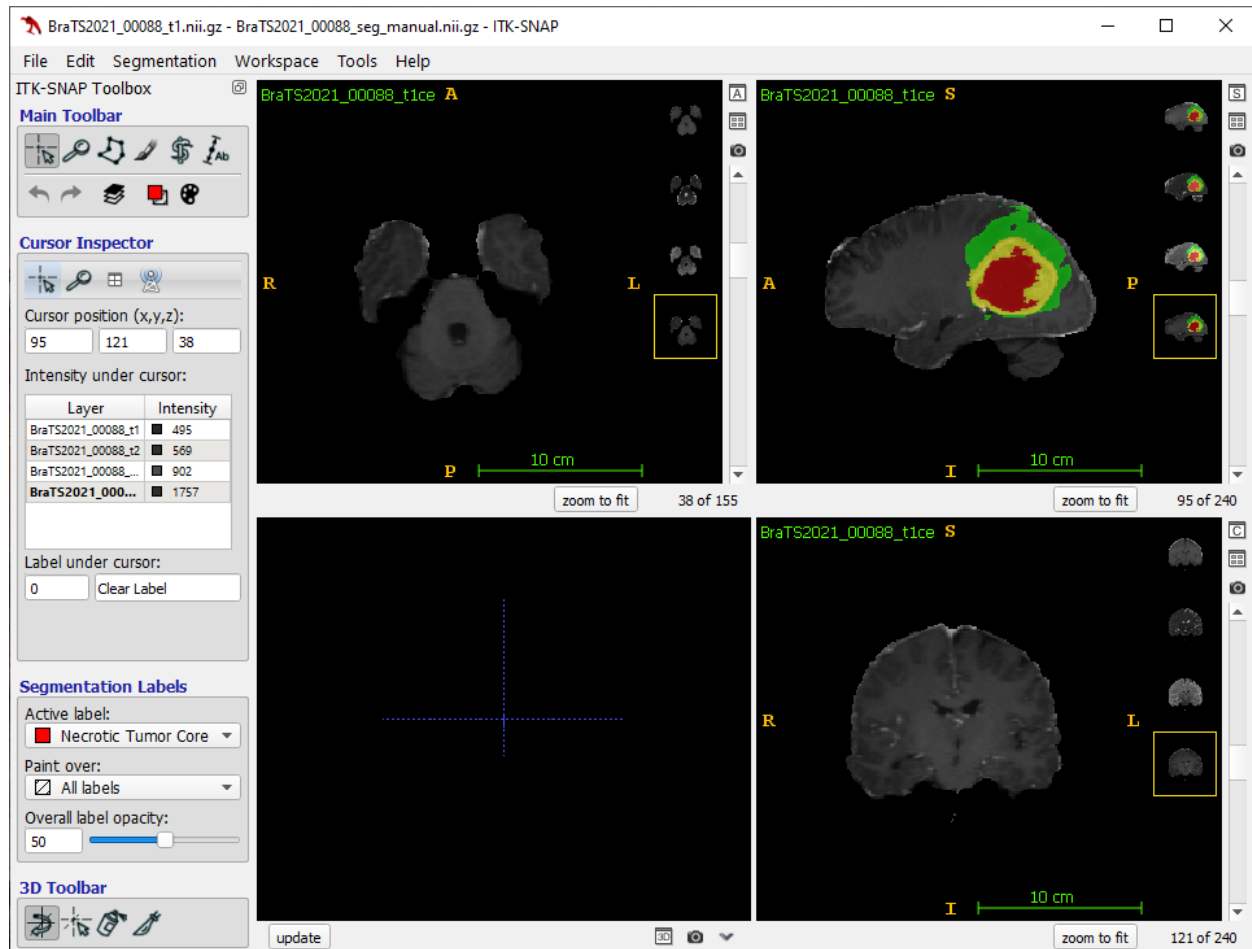 BraTS2021_00088_t1.nii.gz - BraTS2021_00088_seg_manual.nii.gz - ITK-SNAP
File Edit Segmentation Workspace Tools Help
ITK-SNAP Toolbox
Main Toolbar
Ab
Cursor Inspector
Cursor position (x,y,z):
95 121 38
Intensity under cursor:
Layer Intensity
BraTS2021_00088_t1 495
BraTS2021_00088_t2 569
BraTS2021_00088_... 902
BraTS2021_000... 1757
Label under cursor:
0 Clear Label
Segmentation Labels
Active label:
Necrotic Tumor Core
Paint over:
All labels
Overall label opacity:
50
3D Toolbar
BraTS2021_00088_t1ce A
A
R L
10 cm
P
zoom to fit 38 of 155
BraTS2021_00088_t1ce S
S
A P
10 cm
I
zoom to fit 95 of 240
update
3D
BraTS2021_00088_t1ce S
C
R L
10 cm
I
zoom to fit 121 of 240